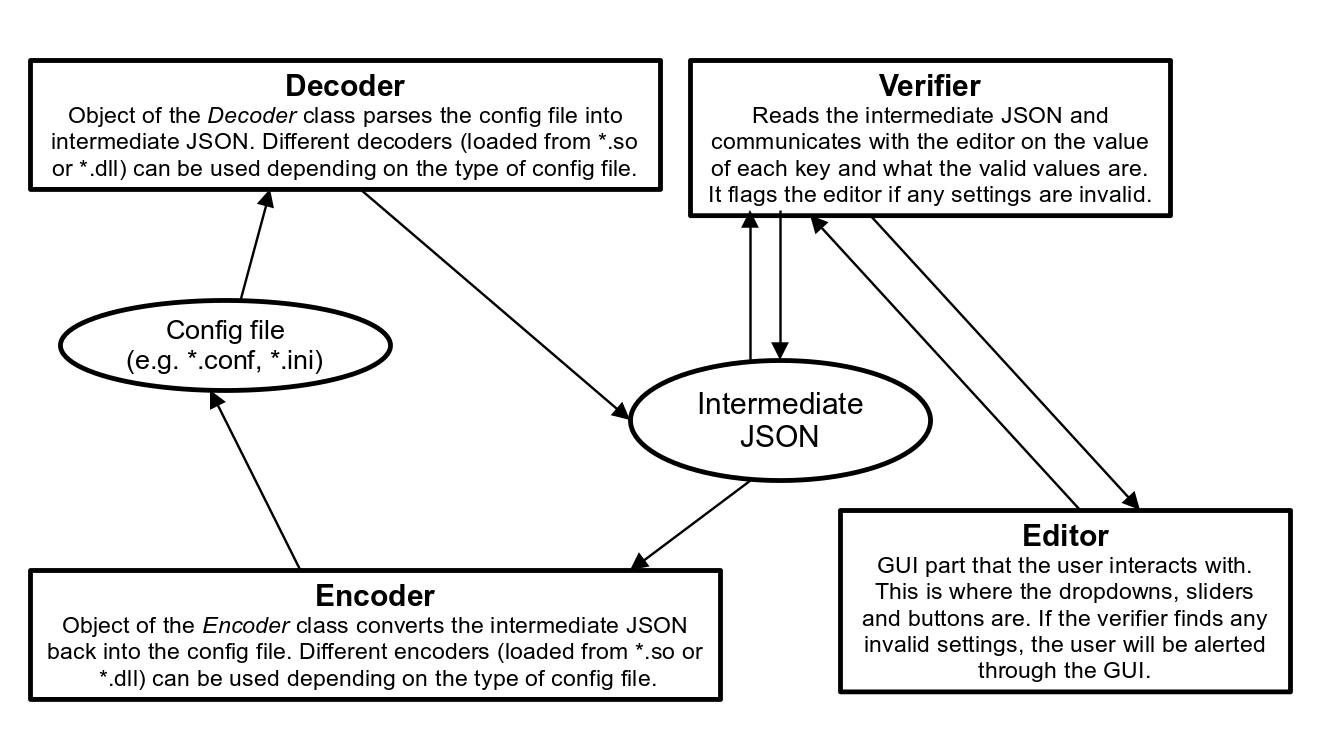 Decoder
Object of the Decoder class parses the config file into
intermediate JSON. Different decoders (loaded from *.so
or *.dll) can be used depending on the type of config file.
Verifier
Reads the intermediate JSON and
communicates with the editor on the value
of each key and what the valid values are.
It flags the editor if any settings are invalid.
Config file
(e.g. *.conf, *.ini)
Intermediate
JSON
Encoder
Object of the Encoder class converts the intermediate JSON
back into the config file. Different encoders (loaded from *.so or
*.dll) can be used depending on the type of config file.
Editor
GUI part that the user interacts with.
This is where the dropdowns, sliders
and buttons are. If the verifier finds any
invalid settings, the user will be alerted
through the GUI.